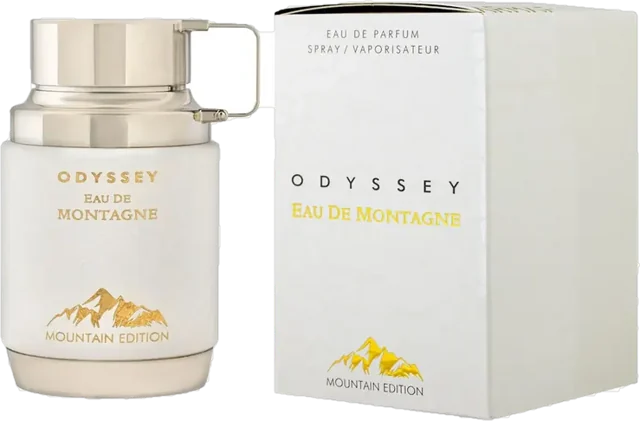 ODYSSEY
EAU DE
MONTAGNE
MOUNTAIN EDITION
EAU DE PARFUM
SPRAY / VAPORISATEUR
ODYSSEY
EAU DE MONTAGNE
MOUNTAIN EDITION